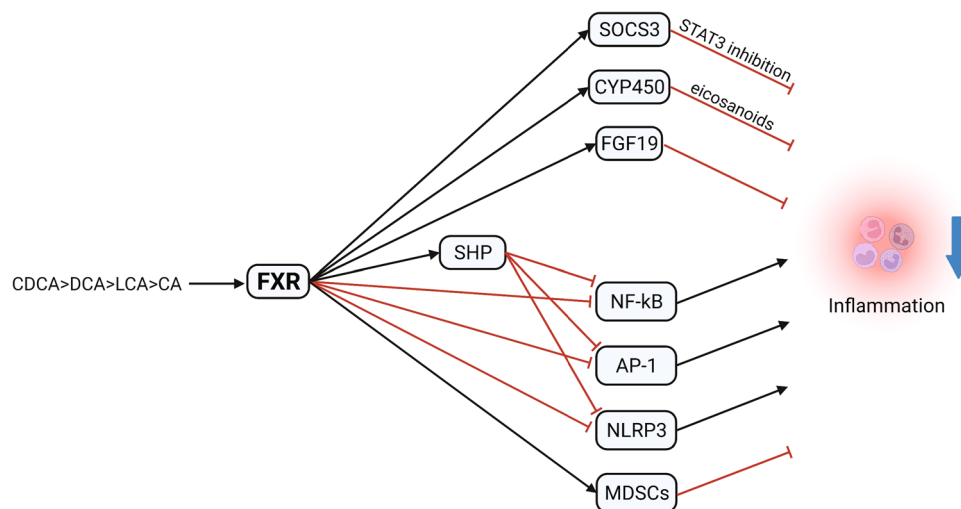 SOCS3
STAT3 inhibition
CYP450
eicosanoids
FGF19
SHP
CDCA>DCA>LCA>CA
FXR
NF-kB
Inflammation
AP-1
NLRP3
MDSCs